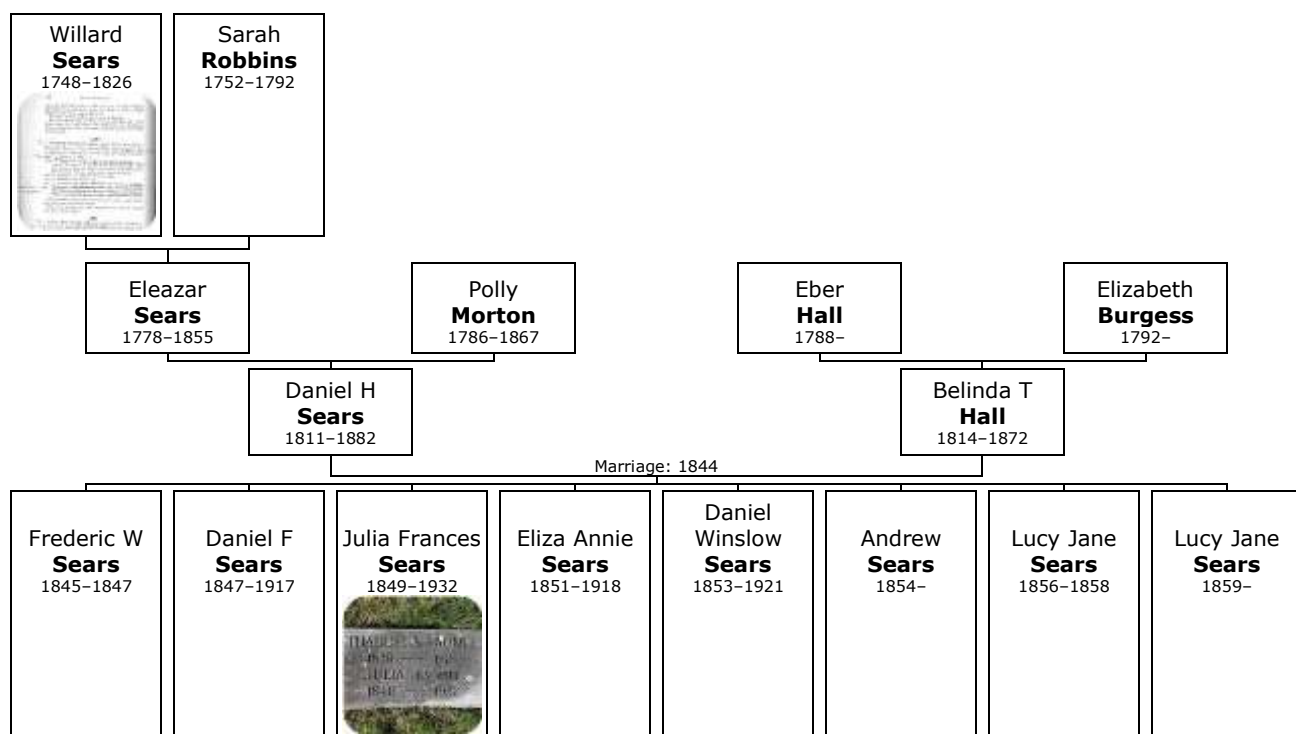 Willard
Sears
1748–1826
Sarah
Robbins
1752–1792
Eleazar
Sears
1778–1855
Polly
Morton
1786–1867
Eber
Hall
1788–
Elizabeth
Burgess
1792–
Daniel H
Sears
1811–1882
Belinda T
Hall
1814–1872
Marriage: 1844
Frederic W
Sears
1845–1847
Daniel F
Sears
1847–1917
Julia Frances
Sears
1849–1932
Eliza Annie
Sears
1851–1918
Daniel
Winslow
Sears
1853–1921
Andrew
Sears
1854–
Lucy Jane
Sears
1856–1858
Lucy Jane
Sears
1859–